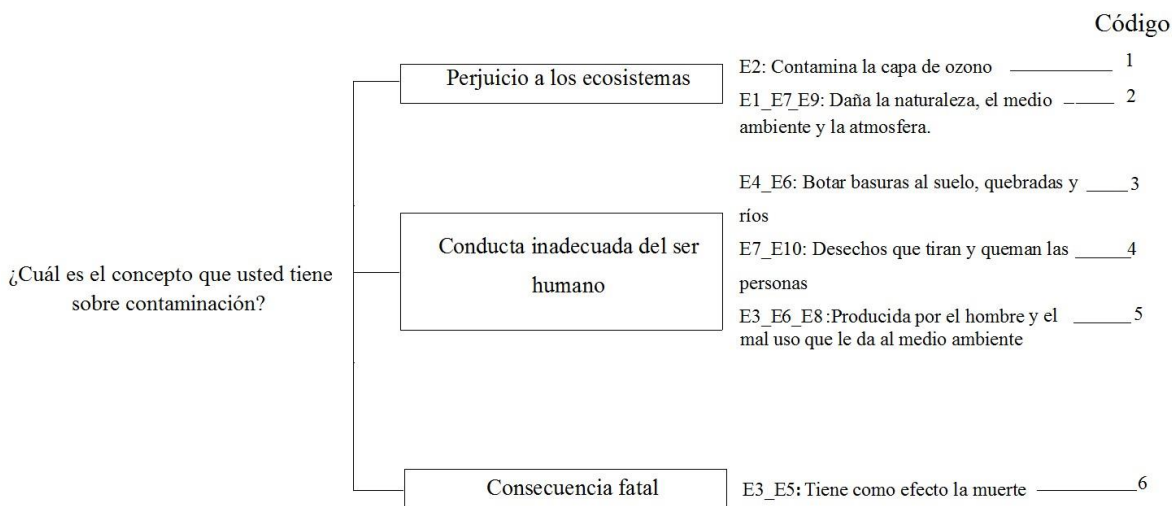 Código
Perjuicio a los ecosistemas
E2: Contamina la capa de ozono 1
E1_E7_E9: Daña la naturaleza, el medio 2
ambiente y la atmosfera.
E4_E6: Botar basuras al suelo, quebradas y 3
ríos
Conducta inadecuada del ser
humano
E7_E10: Desechos que tiran y queman las 4
personas
E3_E6_E8:Producida por el hombre y el 5
mal uso que le da al medio ambiente
¿Cuál es el concepto que usted tiene
sobre contaminación?
Consecuencia fatal
E3_E5: Tiene como efecto la muerte 6